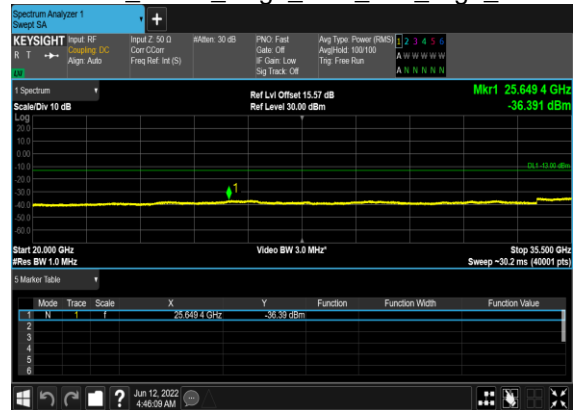 Spectrum Analyzer 1
Swept SA
+
KEYSIGHT
R T
Input: RF
Coupling: DC
Align: Auto
Input Z: 50 Ω
Corr CCorr
Freq Ref: Int (S)
#Atten: 30 dB
PNO: Fast
Gate: Off
IF Gain: Low
Sig Track: Off
Avg Type: Power (RMS)
Avg|Hold: 100/100
Trig: Free Run
1 2 3 4 5 6
A W W W W W
A N N N N N
1 Spectrum
Ref Lvl Offset 15.57 dB
Mkr1 25.649 4 GHz
Scale/Div 10 dB
Ref Level 30.00 dBm
-36.391 dBm
Log
20.0
10.0
0.00
-10.0
DL1 -13.00 dBm
-20.0
1
-30.0
-40.0
-50.0
-60.0
Start 20.000 GHz
Video BW 3.0 MHz*
Stop 35.500 GHz
#Res BW 1.0 MHz
Sweep ~30.2 ms (40001 pts)
5 Marker Table
Mode Trace Scale X Y Function Function Width Function Value
1 N 1 f 25.649 4 GHz -36.39 dBm
2
3
4
5
6
?
Jun 12, 2022
4:46:09 AM